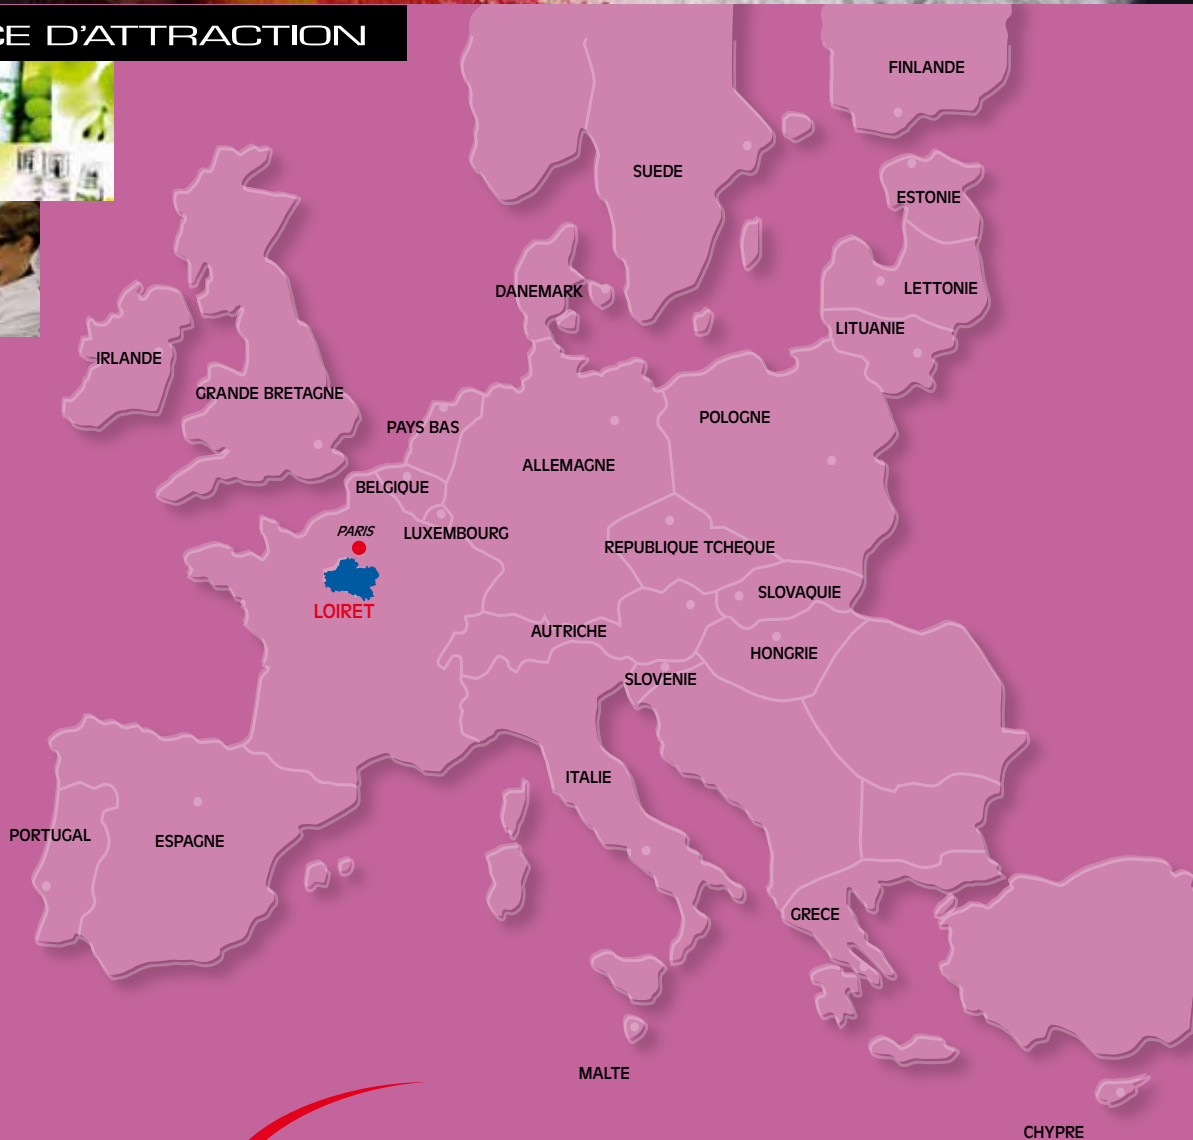 CE D'ATTRACTION
FINLANDE
SUEDE
ESTONIE
DANEMARK
LETTONIE
LITUANIE
IRLANDE
GRANDE BRETAGNE
PAYS BAS
POLOGNE
ALLEMAGNE
BELGIQUE
PARIS
LUXEMBOURG
REPUBLIQUE TCHEQUE
SLOVAQUIE
LOIRET
AUTRICHE
HONGRIE
SLOVENIE
ITALIE
PORTUGAL
ESPAGNE
GRECE
MALTE
CHYPRE